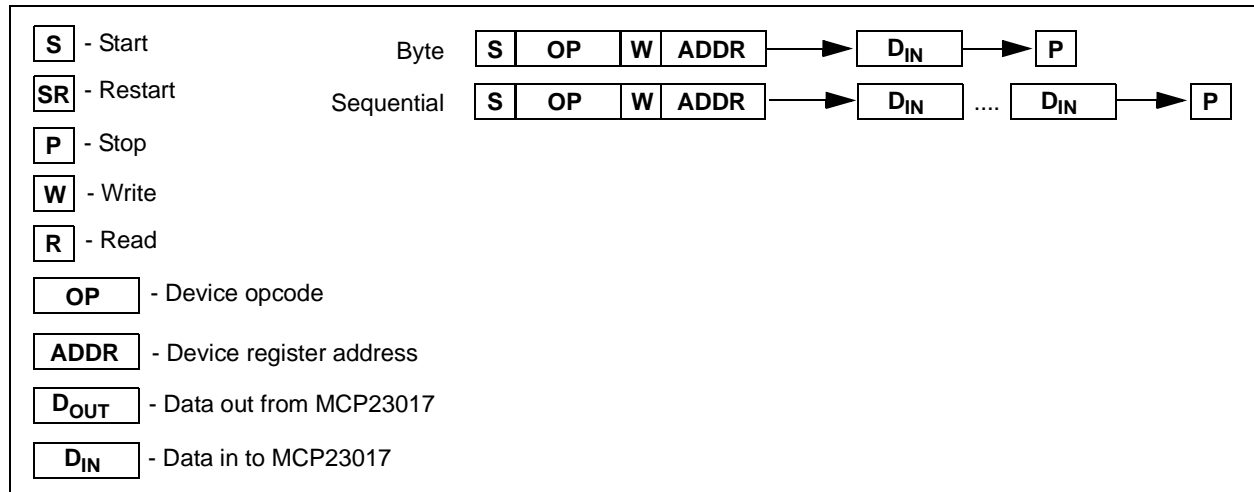 S - Start
Byte S OP W ADDR DIN P
SR - Restart
Sequential S OP W ADDR DIN .... DIN P
P - Stop
W - Write
R - Read
OP - Device opcode
ADDR - Device register address
DOUT - Data out from MCP23017
DIN - Data in to MCP23017